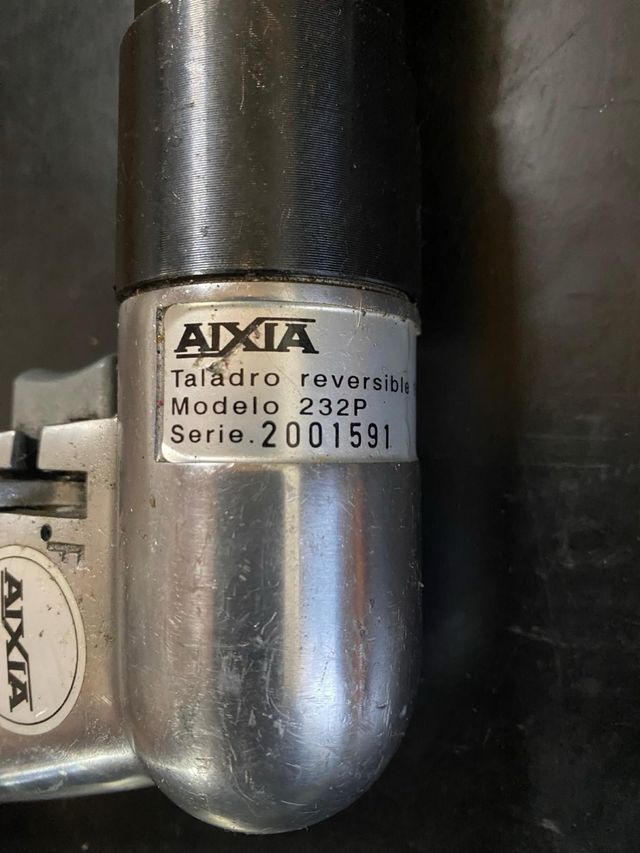 AIXIA
Taladro reversible
Modelo 232P
Serie. 2001591
F
AIXIA